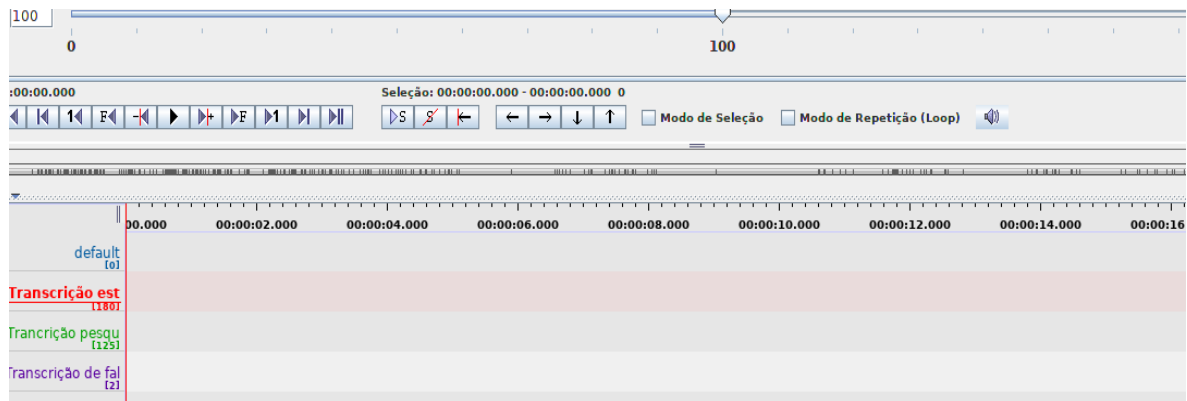 100
0 100
:00:00.000 Seleção: 00:00:00.000 - 00:00:00.000 0
1 F - + F 1 S S Modo de Seleção Modo de Repetição (Loop)
00.000 00:00:02.000 00:00:04.000 00:00:06.000 00:00:08.000 00:00:10.000 00:00:12.000 00:00:14.000 00:00:16
default
[0]
Transcrição est
[180]
Trancrição pesqu
[125]
Transcrição de fal
[2]